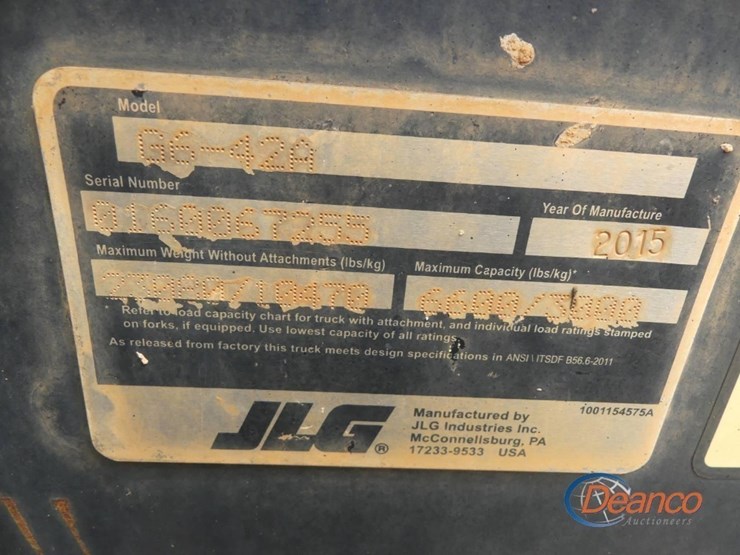 Model
G6-42A
Serial Number
0160067255
Year Of Manufacture
2015
Maximum Weight Without Attachments (lbs/kg)
Maximum Capacity (lbs/kg)*
6600/3000
Refer to load capacity chart for truck with attachment, and individual load ratings stamped
on forks, if equipped. Use lowest capacity of all ratings.
As released from factory this truck meets design specifications in ANSI \ ITSDF B56.6-2011
JLG®
Manufactured by
JLG Industries Inc.
McConnellsburg, PA
17233-9533 USA
1001154575A
Deanco
Auctioneers